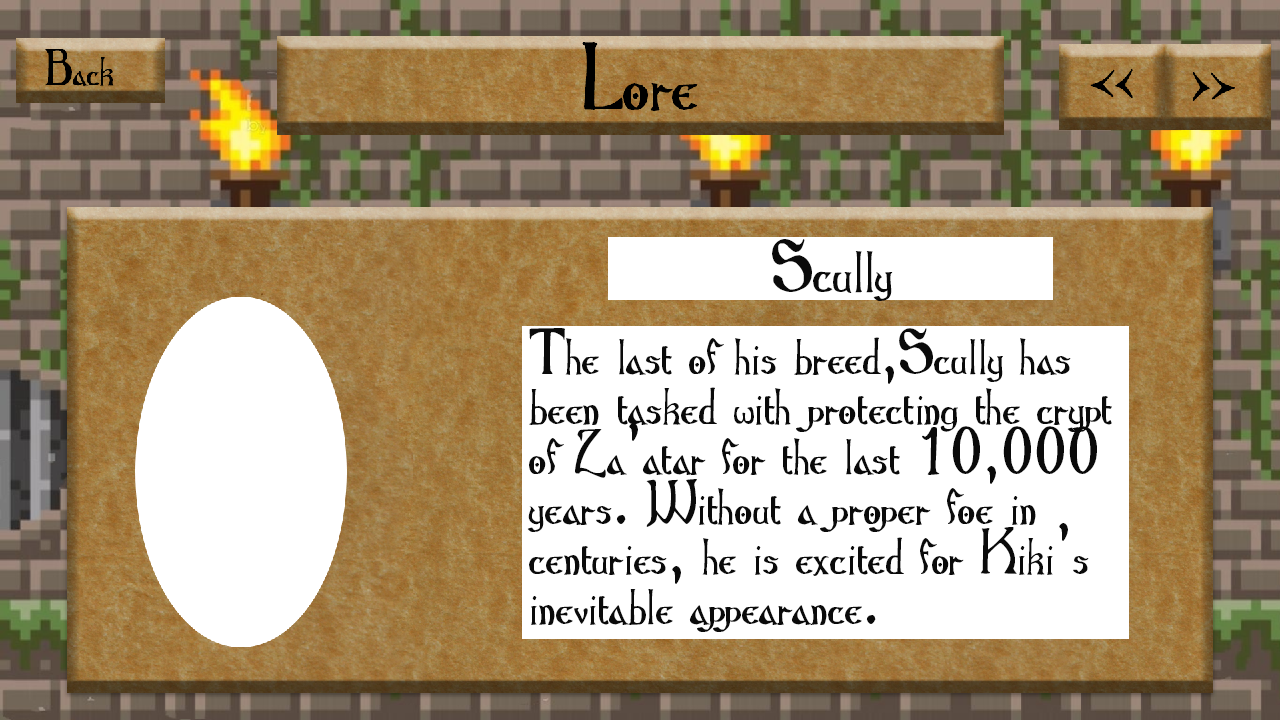 Back
Lore
<< >>
Scully
The last of his breed,Scully has
been tasked with protecting the crypt
of Za'atar for the last 10,000
years. Without a proper foe in ,
centuries, he is excited for Kiki's
inevitable appearance.